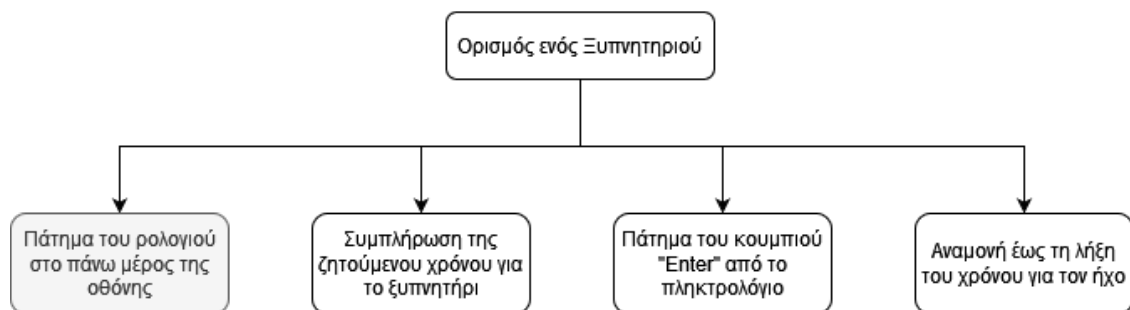 Ορισμός ενός Ξυπνητηριού
Πάτημα του ρολογιού
στο πάνω μέρος της
οθόνης
Συμπλήρωση της
ζητούμενου χρόνου για
το ξυπνητήρι
Πάτημα του κουμπιού
"Enter" από το
πληκτρολόγιο
Αναμονή έως τη λήξη
του χρόνου για τον ήχο